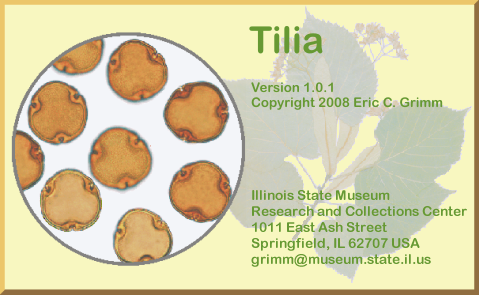 Tilia
Version 1.0.1
Copyright 2008 Eric C. Grimm
Illinois State Museum
Research and Collections Center
1011 East Ash Street
Springfield, IL 62707 USA
grimm@museum.state.il.us